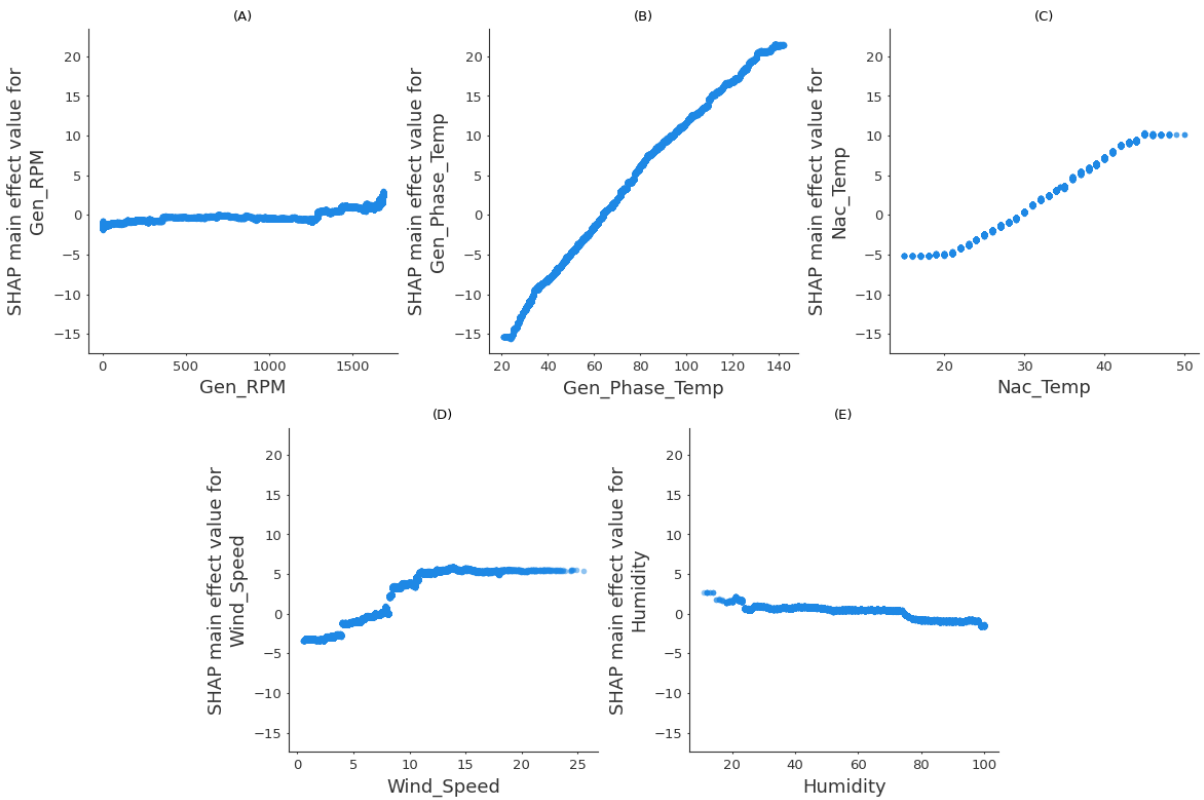 (A)
SHAP main effect value for
Gen_RPM
20
15
10
5
0
−5
−10
−15
0 500 1000 1500
Gen_RPM
(B)
SHAP main effect value for
Gen_Phase_Temp
20
15
10
5
0
−5
−10
−15
20 40 60 80 100 120 140
Gen_Phase_Temp
(C)
SHAP main effect value for
Nac_Temp
20
15
10
5
0
−5
−10
−15
20 30 40 50
Nac_Temp
(D)
SHAP main effect value for
Wind_Speed
20
15
10
5
0
−5
−10
−15
0 5 10 15 20 25
Wind_Speed
(E)
SHAP main effect value for
Humidity
20
15
10
5
0
−5
−10
−15
20 40 60 80 100
Humidity